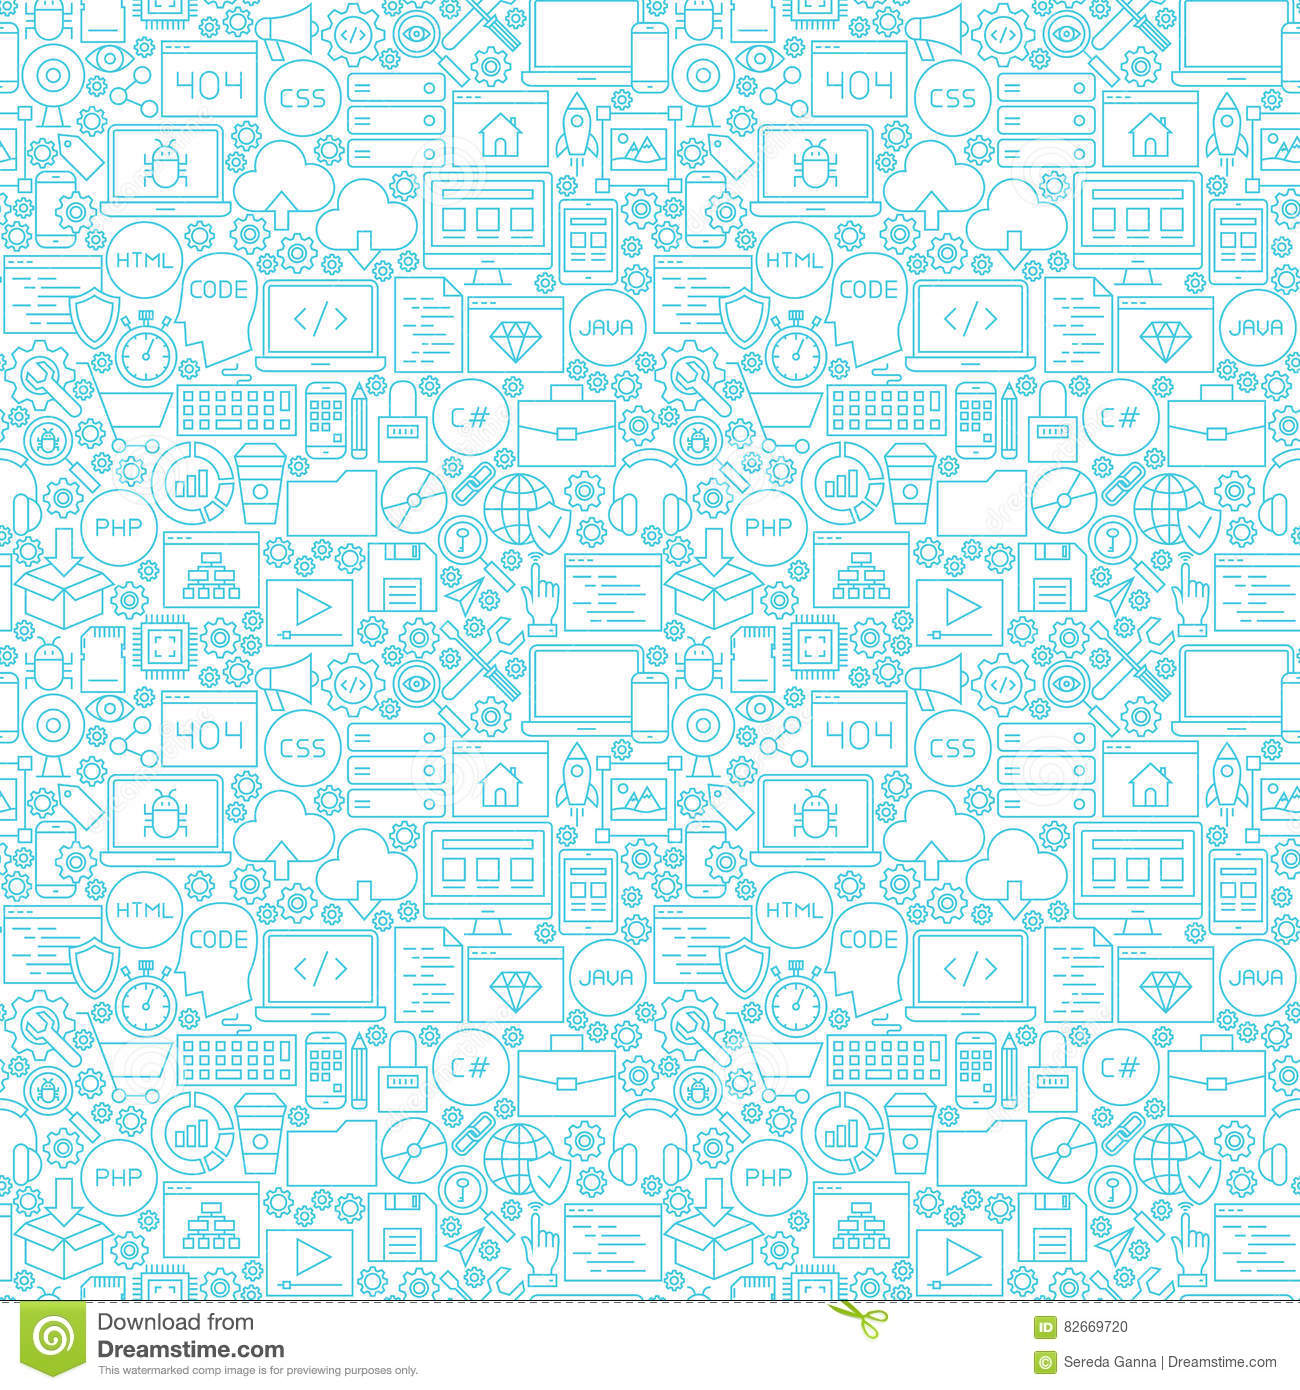 404
404
CSS
CSS
HTML
HTML
CODE
CODE
</>
</>
JAVA
JAVA
C#
C#
PHP
PHP
</>
</>
404
404
CSS
CSS
HTML
HTML
CODE
CODE
</>
</>
JAVA
JAVA
C#
C#
PHP
PHP
Download from
Dreamstime.com
This watermarked comp image is for previewing purposes only.
ID 82669720
© Sereda Ganna | Dreamstime.com